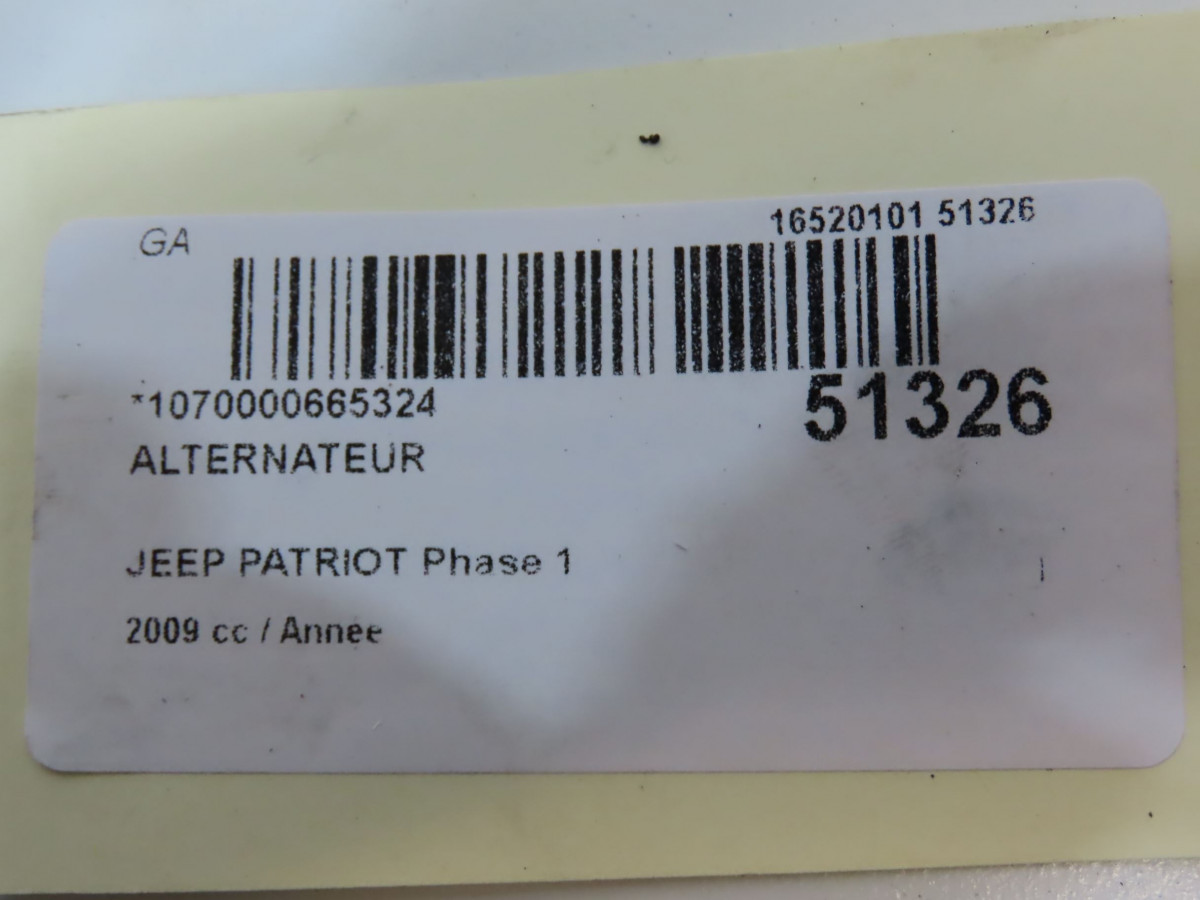 GA
16520101 51326
*1070000665324
51326
ALTERNATEUR
JEEP PATRIOT Phase 1
2009 cc / Annee